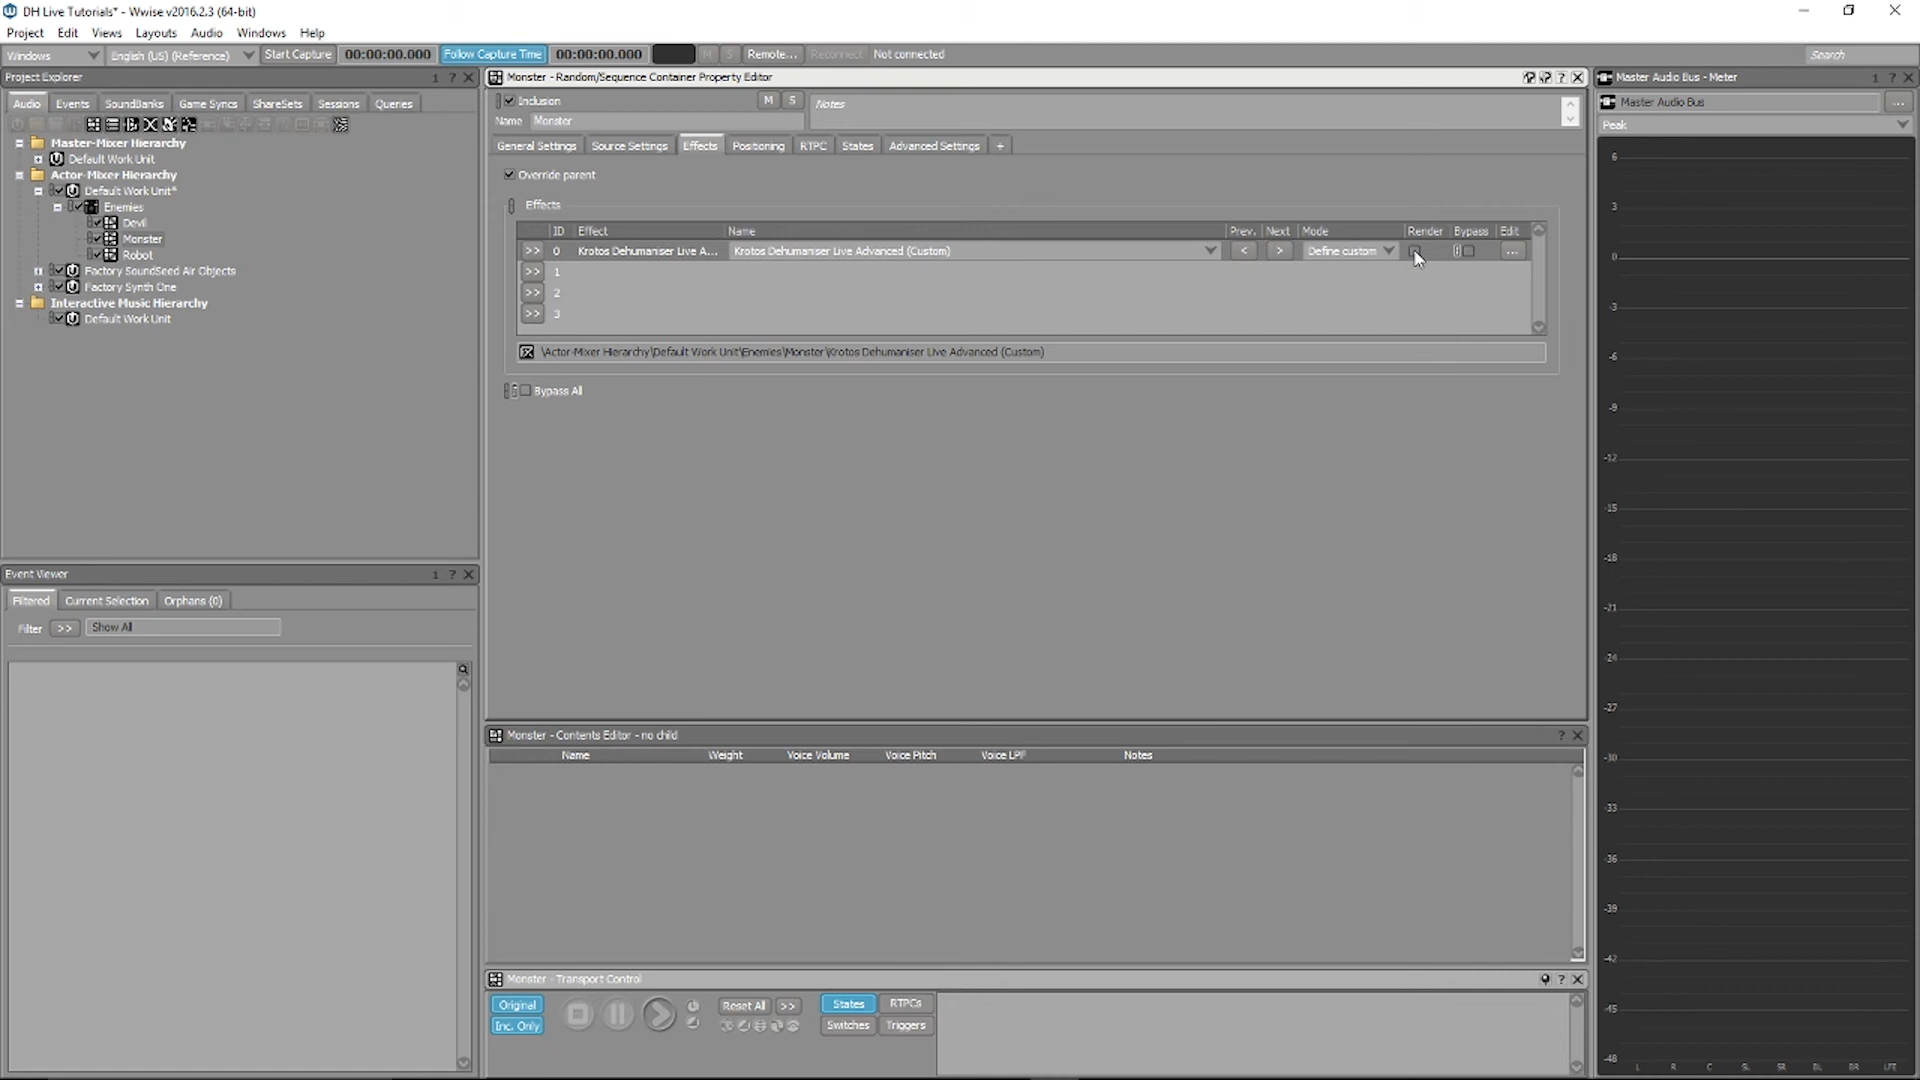 DH Live Tutorials* - Wwise v2016.2.3 (64-bit)
Project Edit Views Layouts Audio Windows Help
Windows English (US) (Reference) Start Capture 00:00:00.000 Follow Capture Time 00:00:00.000 M S Remote... Reconnect Not connected Search
Project Explorer 1 ?
Audio Events SoundBanks Game Syncs ShareSets Sessions Queries
Master-Mixer Hierarchy
Default Work Unit
Actor-Mixer Hierarchy
Default Work Unit*
Enemies
Devil
Monster
Robot
Factory SoundSeed Air Objects
Factory Synth One
Interactive Music Hierarchy
Default Work Unit
Event Viewer 1 ?
Filtered Current Selection Orphans (0)
Filter >> Show All
Monster - Random/Sequence Container Property Editor ?
Inclusion M S Notes
Name Monster
General Settings Source Settings Effects Positioning RTPC States Advanced Settings +
Override parent
Effects
ID Effect Name Prev. Next Mode Render Bypass Edit
>> 0 Krotos Dehumaniser Live A... Krotos Dehumaniser Live Advanced (Custom) < > Define custom ...
>> 1
>> 2
>> 3
\Actor-Mixer Hierarchy\Default Work Unit\Enemies\Monster\Krotos Dehumaniser Live Advanced (Custom)
Bypass All
Monster - Contents Editor - no child ?
Name Weight Voice Volume Voice Pitch Voice LPF Notes
Monster - Transport Control ?
Original Reset All >> States RTPCs
Inc. Only Switches Triggers
Master Audio Bus - Meter 1 ?
Master Audio Bus ...
Peak
6
3
0
-3
-6
-9
-12
-15
-18
-21
-24
-27
-30
-33
-36
-39
-42
-45
-48
L R C SL SR BL BR LFE